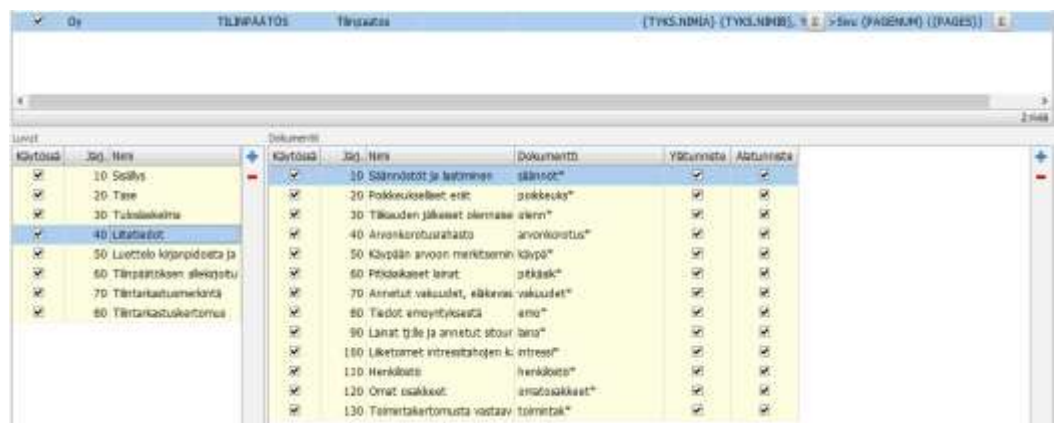 Oy TILINPÄÄTÖS Tilinpaatos {TYKS.NIMIA} {TYKS.NIMIB}, >Sivu {PAGENUM} ({PAGES})
2 riviä
Luvut Dokumentit
Käytössä Järj. Nimi
10 Sisällys
20 Tase
30 Tuloslaskelma
40 Liitetiedot
50 Luettelo kirjanpidosta ja
60 Tilinpäätöksen allekirjoitu
70 Tilintarkastusmerkintä
80 Tilintarkastuskertomus
Käytössä Järj. Nimi Dokumentti Ylätunniste Alatunniste
10 Säännöstöt ja laatiminen säännöt*
20 Poikkeukselliset erät poikkeuks*
30 Tilikauden jälkeiset olennaise olenn*
40 Arvonkorotusrahasto arvonkorotus*
50 Käypään arvoon merkitsemin käypä*
60 Pitkäaikaiset lainat pitkäaik*
70 Annetut vakuudet, eläkevas vakuudet*
80 Tiedot emoyrityksestä emo*
90 Lainat tj:lle ja annetut sitour laina*
100 Liiketoimet intressitahojen k intressi*
110 Henkilöstö henkilöstö*
120 Omat osakkeet omatosakkeet*
130 Toimintakertomusta vastaav toimintak*